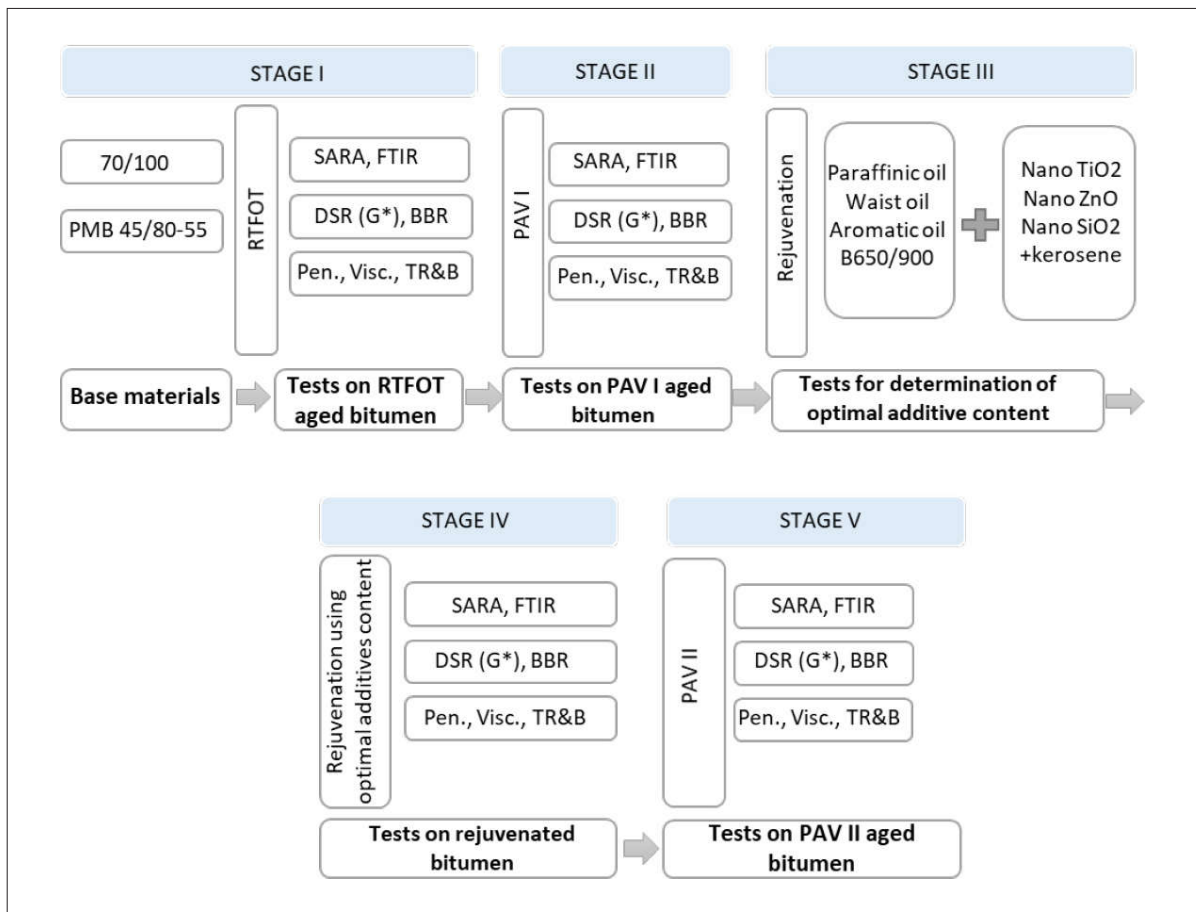 STAGE I
70/100
PMB 45/80-55
RTFOT
SARA, FTIR
DSR (G*), BBR
Pen., Visc., TR&B
Base materials
Tests on RTFOT
aged bitumen
STAGE II
PAV I
SARA, FTIR
DSR (G*), BBR
Pen., Visc., TR&B
Tests on PAV I aged
bitumen
STAGE III
Rejuvenation
Paraffinic oil
Waist oil
Aromatic oil
B650/900
Nano TiO2
Nano ZnO
Nano SiO2
+kerosene
Tests for determination of
optimal additive content
STAGE IV
Rejuvenation using
optimal additives content
SARA, FTIR
DSR (G*), BBR
Pen., Visc., TR&B
Tests on rejuvenated
bitumen
STAGE V
PAV II
SARA, FTIR
DSR (G*), BBR
Pen., Visc., TR&B
Tests on PAV II aged
bitumen